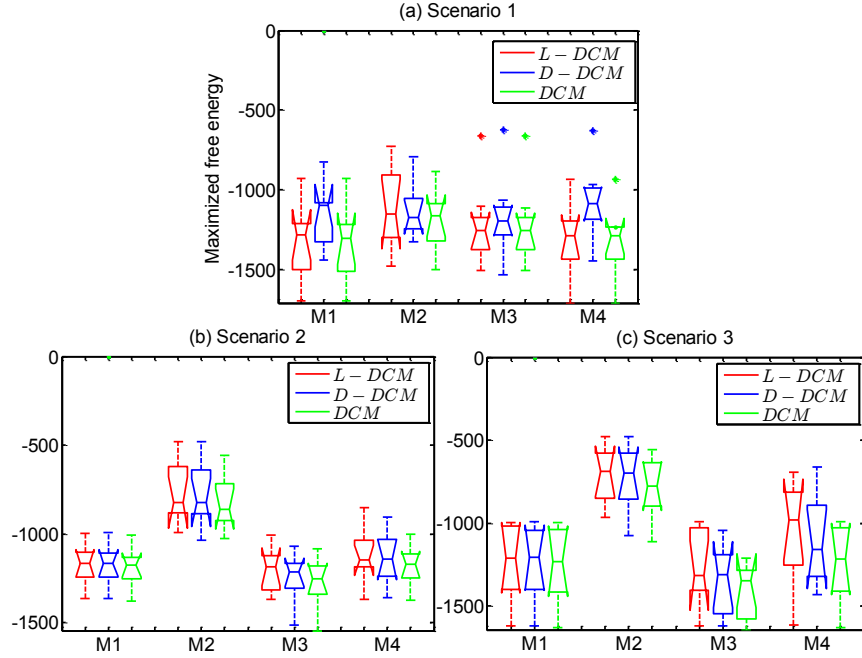 (a) Scenario 1
0
-500
-1000
-1500
Maximized free energy
L - DCM
D - DCM
DCM
M1 M2 M3 M4
(b) Scenario 2
0
-500
-1000
-1500
L - DCM
D - DCM
DCM
M1 M2 M3 M4
(c) Scenario 3
0
-500
-1000
-1500
L - DCM
D - DCM
DCM
M1 M2 M3 M4